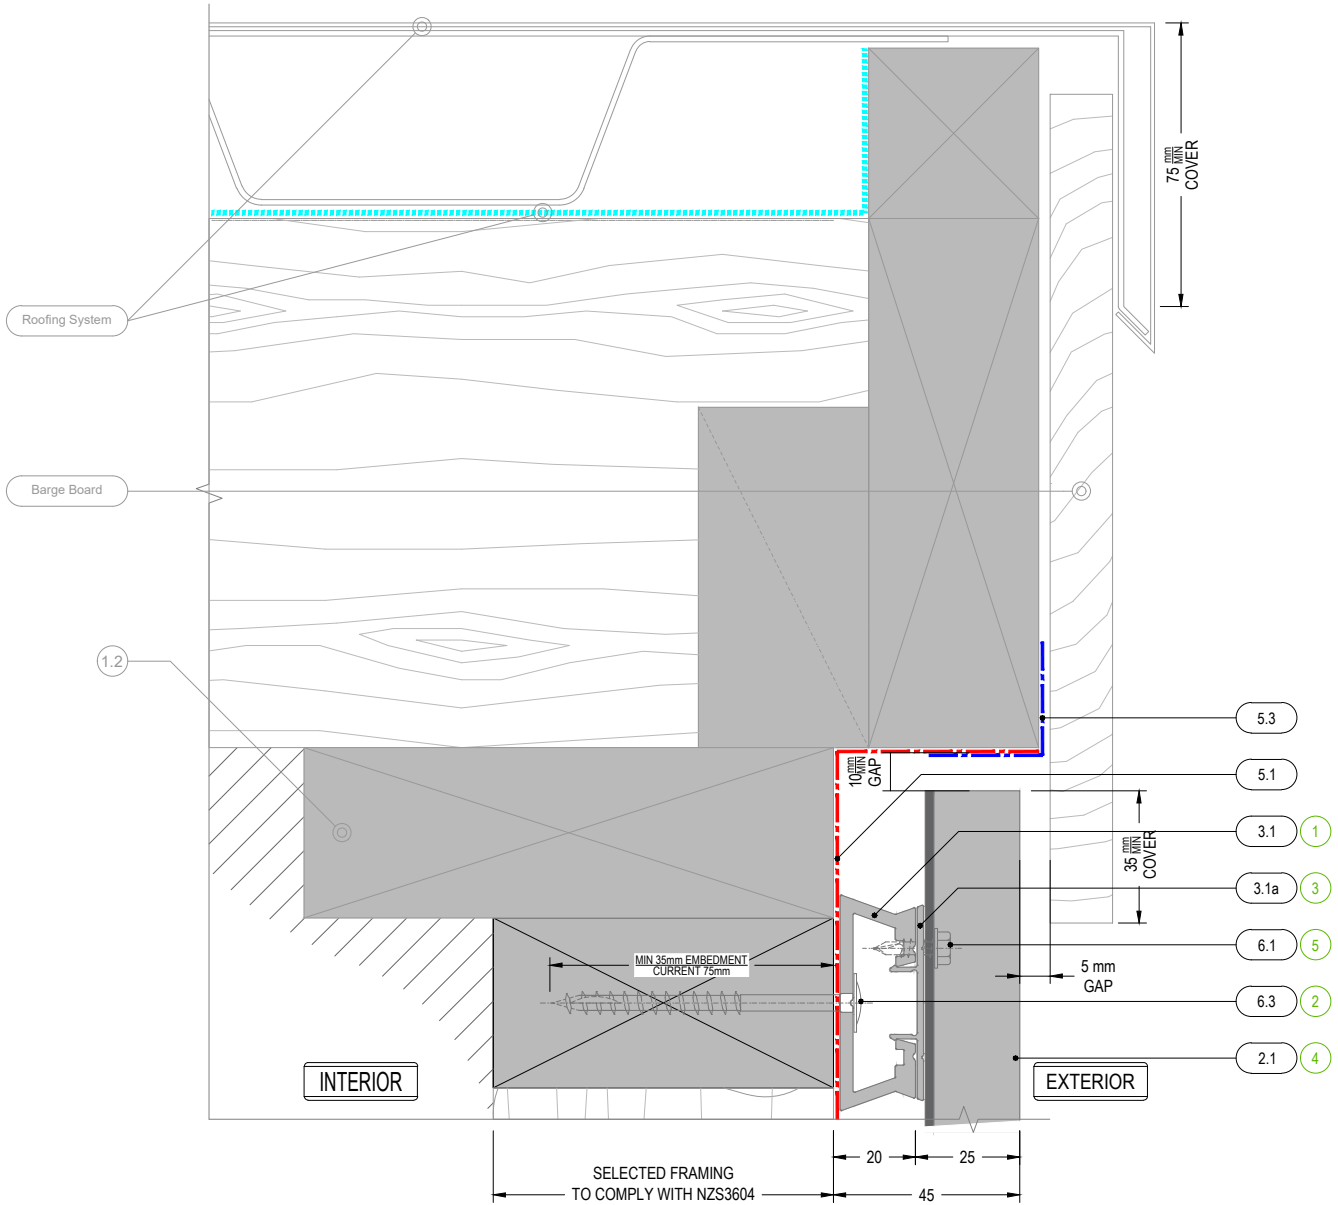 75 mm MIN
COVER
Roofing System
Barge Board
1.2
5.3
5.1
10 mm MIN
GAP
3.1
1
35 mm MIN
COVER
3.1a
3
6.1
5
MIN 35mm EMBEDMENT
CURRENT 75mm
5 mm
GAP
6.3
2
2.1
4
INTERIOR
EXTERIOR
20
25
SELECTED FRAMING
TO COMPLY WITH NZS3604
45